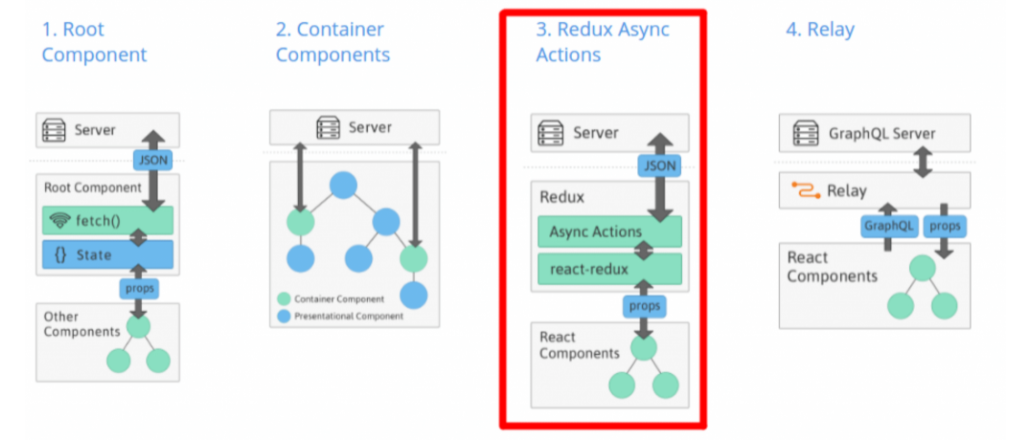 1. Root
Component
Server
JSON
Root Component
fetch()
{} State
props
Other
Components
2. Container
Components
Server
Container Component
Presentational Component
3. Redux Async
Actions
Server
JSON
Redux
Async Actions
react-redux
props
React
Components
4. Relay
GraphQL Server
Relay
GraphQL
props
React
Components